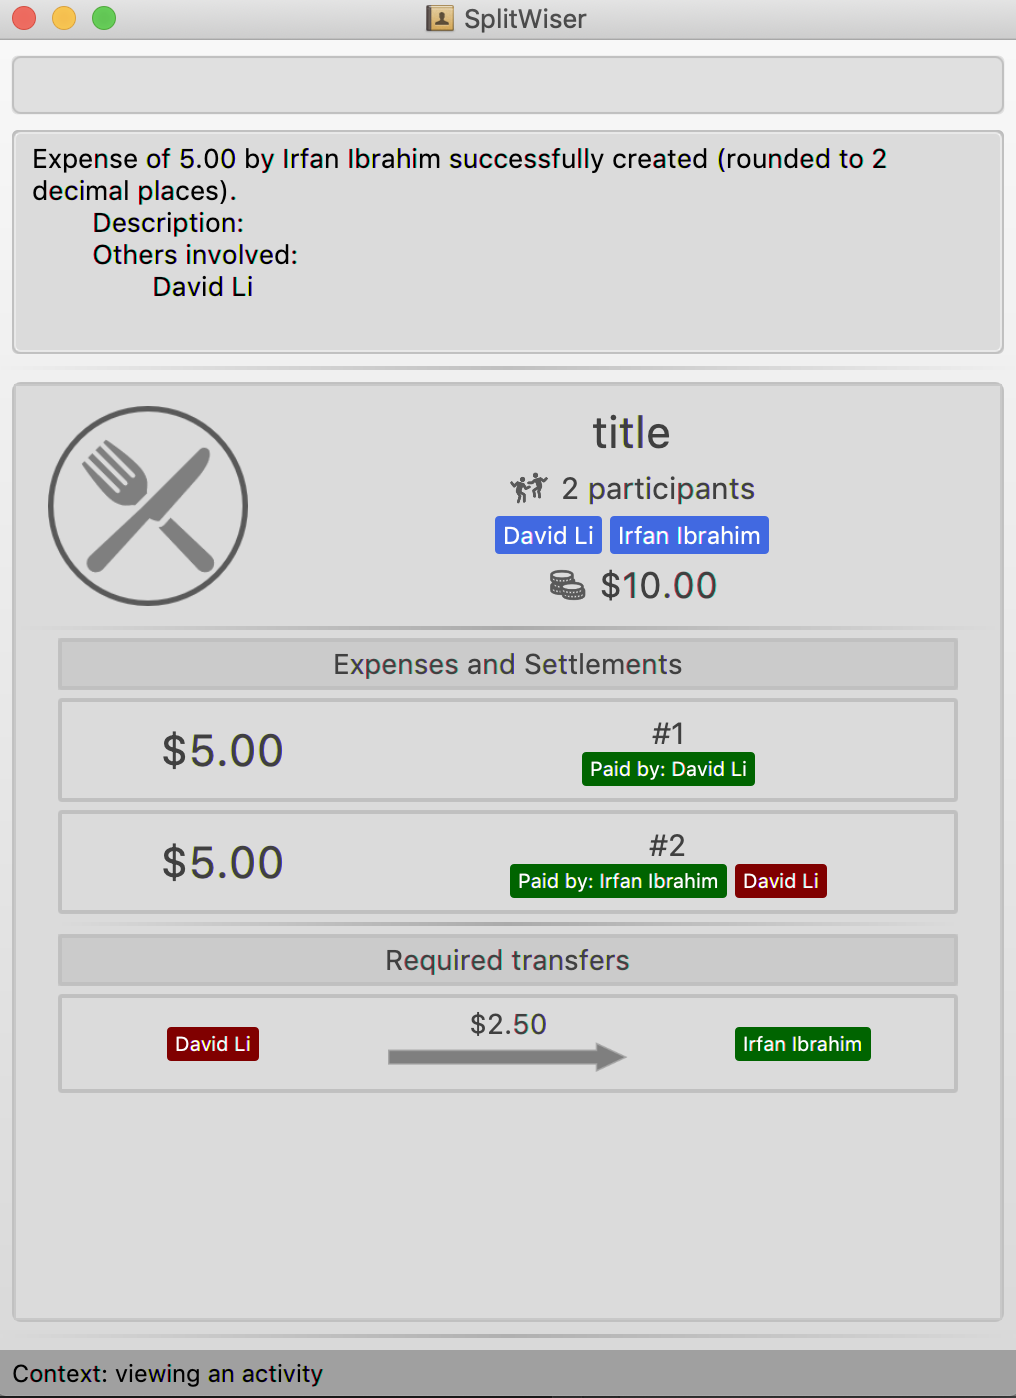 SplitWiser
Expense of 5.00 by Irfan Ibrahim successfully created (rounded to 2
decimal places).
Description:
Others involved:
David Li
title
2 participants
David Li Irfan Ibrahim
$10.00
Expenses and Settlements
$5.00
#1
Paid by: David Li
$5.00
#2
Paid by: Irfan Ibrahim David Li
Required transfers
$2.50
David Li Irfan Ibrahim
Context: viewing an activity